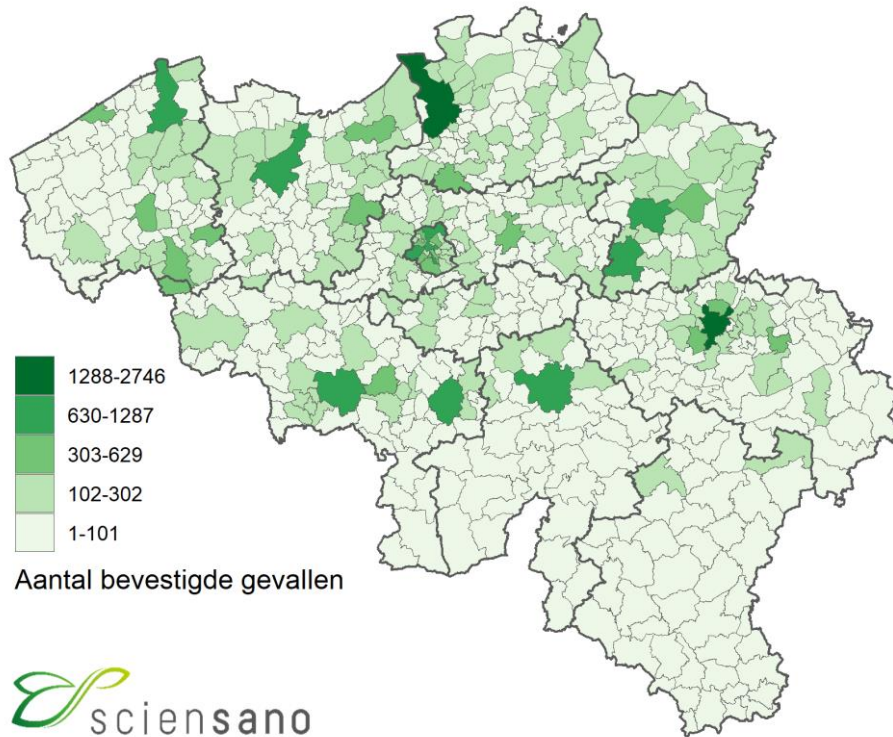 1288-2746
630-1287
303-629
102-302
1-101
Aantal bevestigde gevallen
sciensano